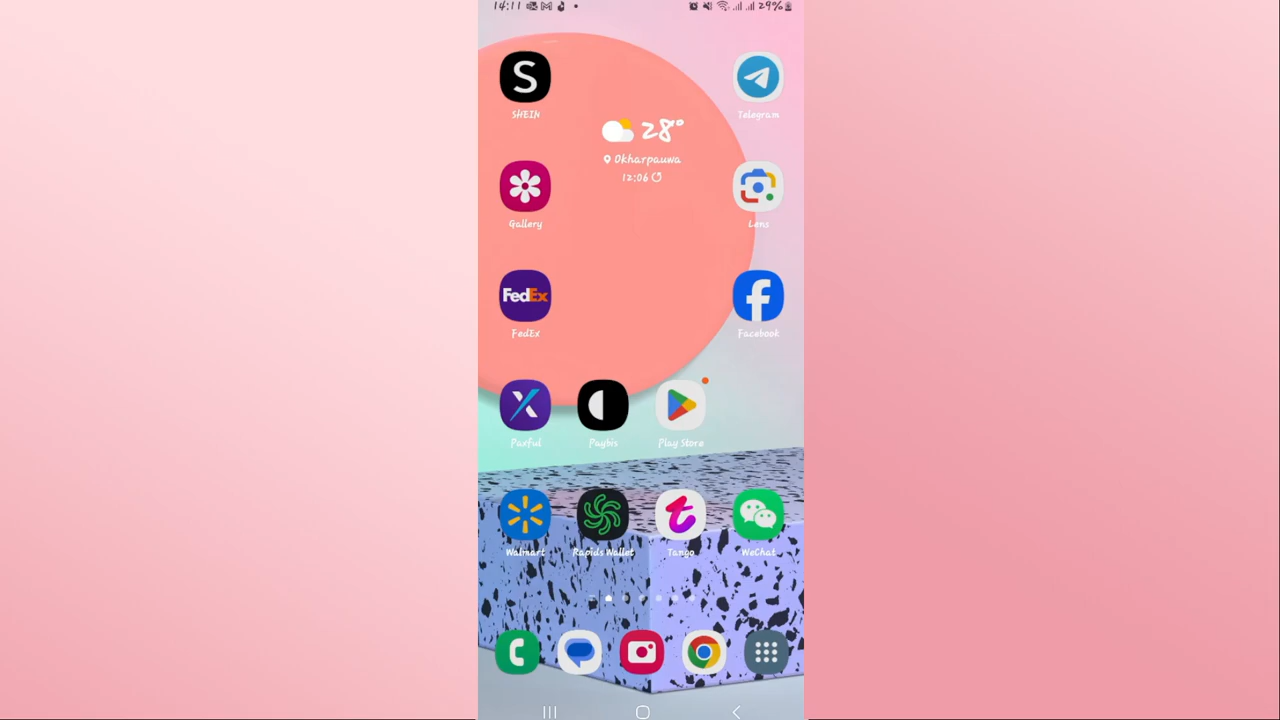 14:11
29%
SHEIN
Telegram
28°
Okharpauwa
12:06
Gallery
Lens
FedEx
FedEx
Facebook
Paxful
Paybis
Play Store
Walmart
Rapids Wallet
Tango
WeChat